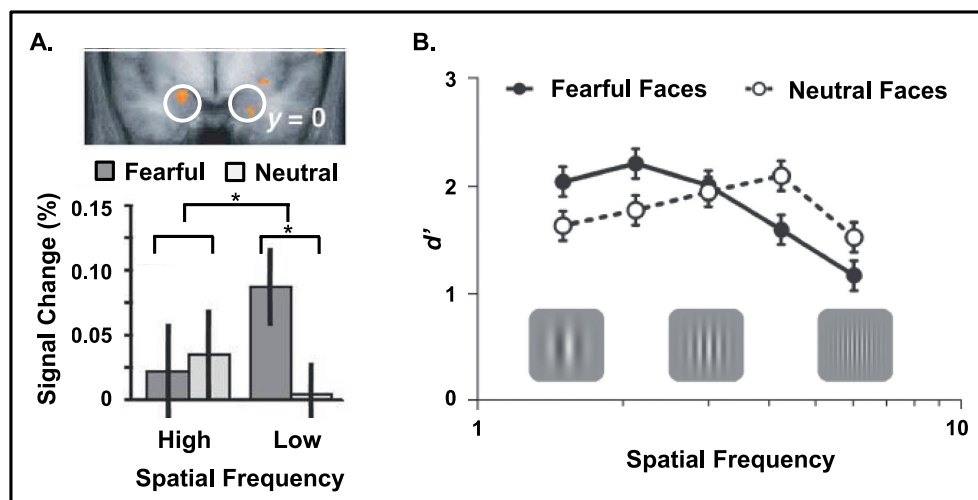 A.
y = 0
Fearful Neutral
Signal Change (%)
0.15
0.10
0.05
0
*
*
High Low
Spatial Frequency
B.
Fearful Faces Neutral Faces
d'
3
2
1
0
1 10
Spatial Frequency